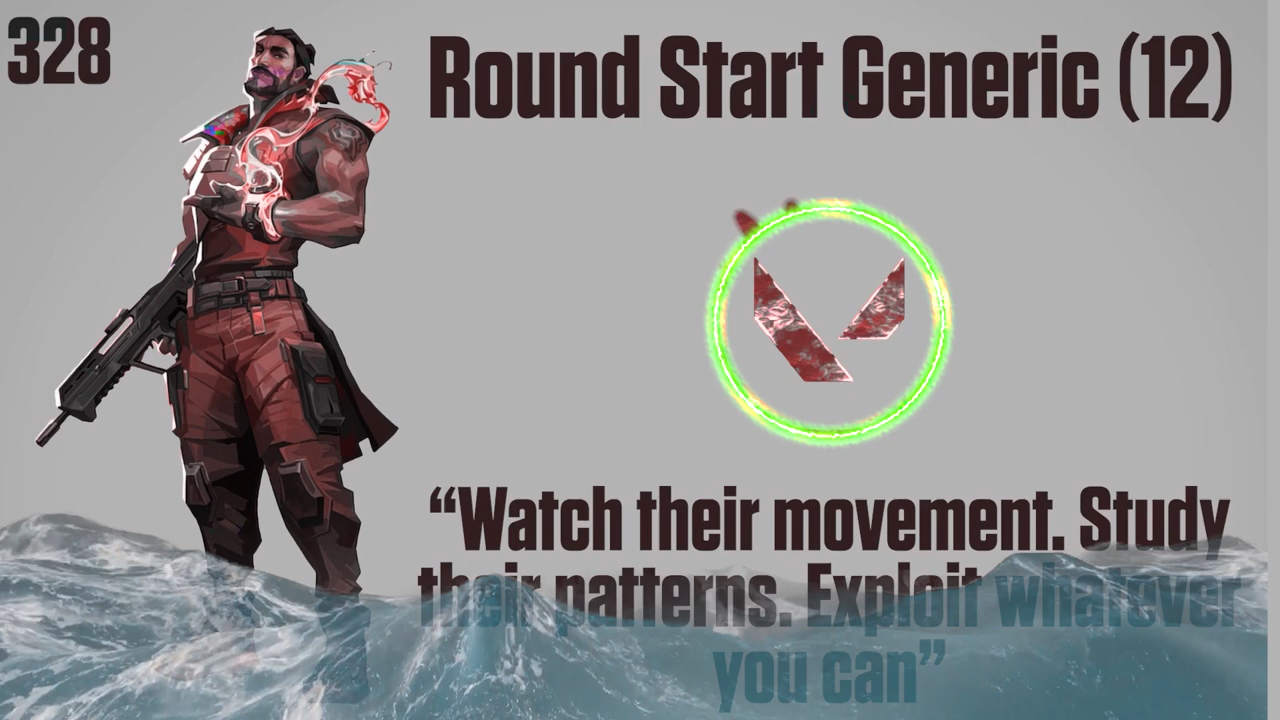 328
Round Start Generic (12)
“Watch their movement. Study
their patterns. Exploit whatever
you can”